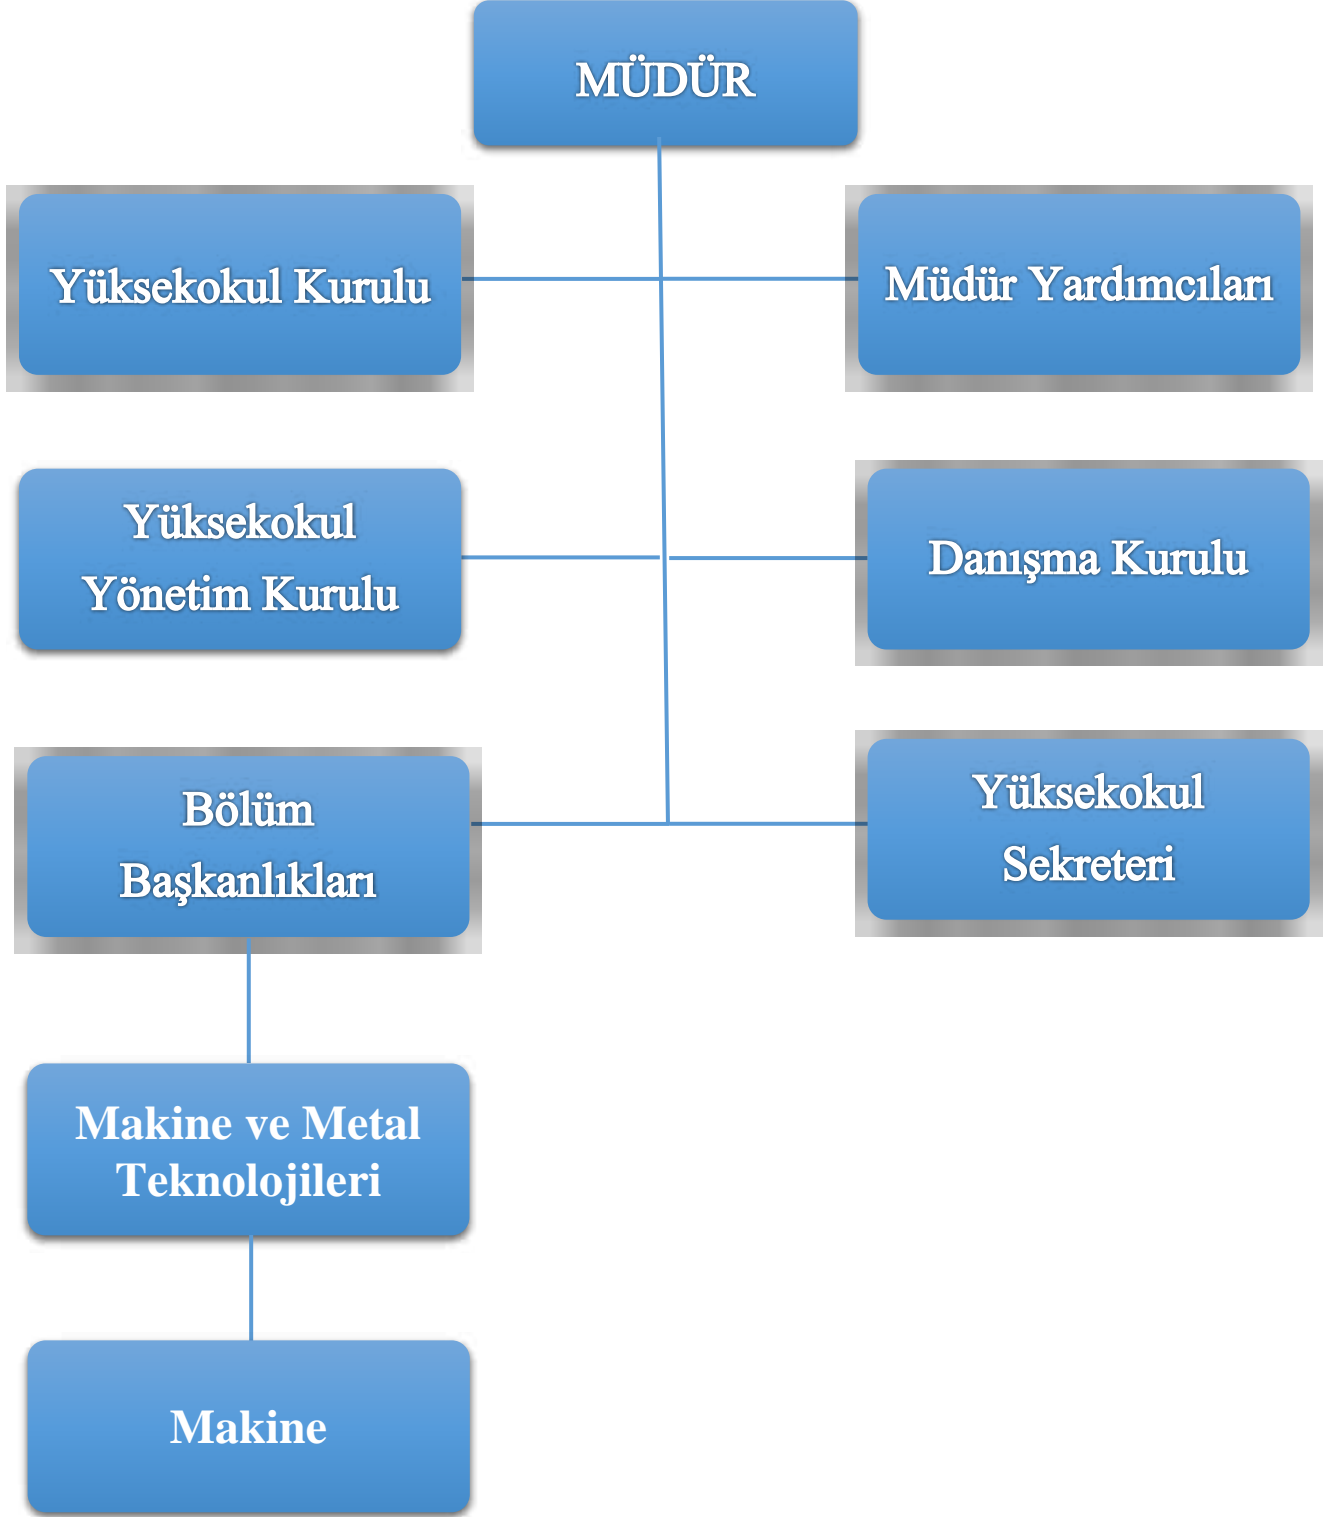 MÜDÜR
Yüksekokul Kurulu
Müdür Yardımcıları
Yüksekokul
Yönetim Kurulu
Danışma Kurulu
Bölüm
Başkanlıkları
Yüksekokul
Sekreteri
Makine ve Metal
Teknolojileri
Makine